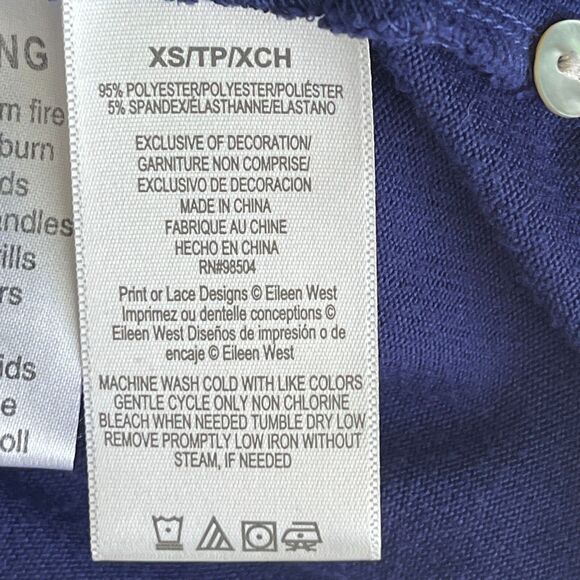 NG
m fire
burn
ds
andles
ills
rs
ids
e
oll
XS/TP/XCH
95% POLYESTER/POLYESTER/POLIÉSTER
5% SPANDEX/ÉLASTHANNE/ELASTANO
EXCLUSIVE OF DECORATION/
GARNITURE NON COMPRISE/
EXCLUSIVO DE DECORACION
MADE IN CHINA
FABRIQUE AU CHINE
HECHO EN CHINA
RN#98504
Print or Lace Designs © Eileen West
Imprimez ou dentelle conceptions ©
Eileen West Diseños de impresión o de
encaje © Eileen West
MACHINE WASH COLD WITH LIKE COLORS
GENTLE CYCLE ONLY NON CHLORINE
BLEACH WHEN NEEDED TUMBLE DRY LOW
REMOVE PROMPTLY LOW IRON WITHOUT
STEAM, IF NEEDED